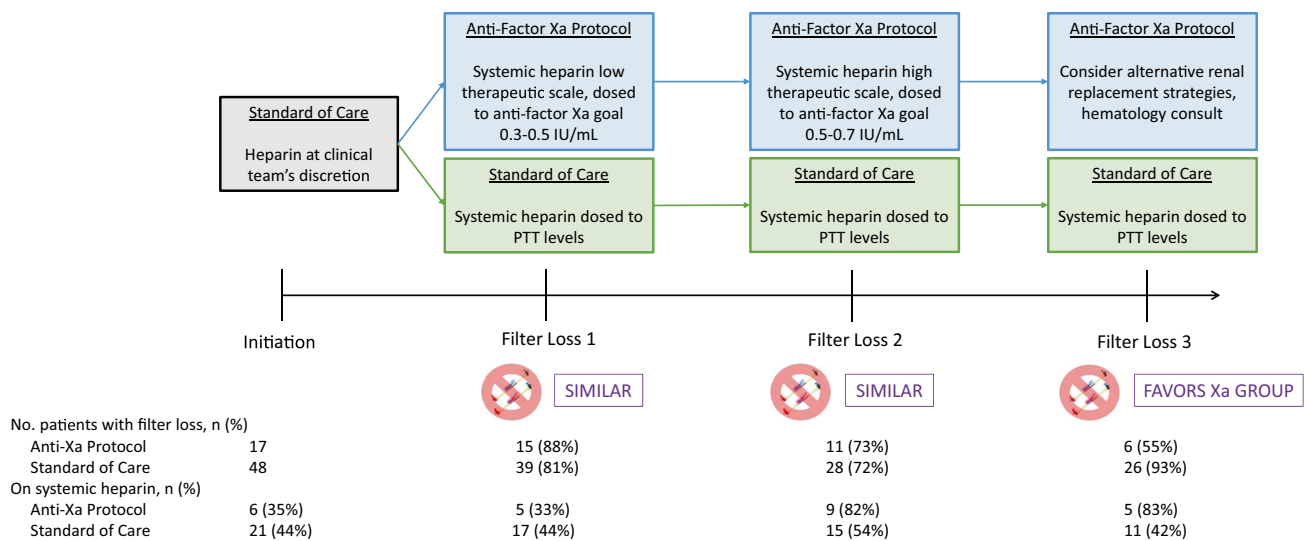 Anti-Factor Xa Protocol
Systemic heparin low
therapeutic scale, dosed
to anti-factor Xa goal
0.3-0.5 IU/mL
Anti-Factor Xa Protocol
Systemic heparin high
therapeutic scale, dosed
to anti-factor Xa goal
0.5-0.7 IU/mL
Anti-Factor Xa Protocol
Consider alternative renal
replacement strategies,
hematology consult
Standard of Care
Heparin at clinical
team's discretion
Standard of Care
Systemic heparin dosed to
PTT levels
Standard of Care
Systemic heparin dosed to
PTT levels
Standard of Care
Systemic heparin dosed to
PTT levels
Initiation Filter Loss 1 Filter Loss 2 Filter Loss 3
SIMILAR SIMILAR FAVORS Xa GROUP
No. patients with filter loss, n (%)
Anti-Xa Protocol 17 15 (88%) 11 (73%) 6 (55%)
Standard of Care 48 39 (81%) 28 (72%) 26 (93%)
On systemic heparin, n (%)
Anti-Xa Protocol 6 (35%) 5 (33%) 9 (82%) 5 (83%)
Standard of Care 21 (44%) 17 (44%) 15 (54%) 11 (42%)